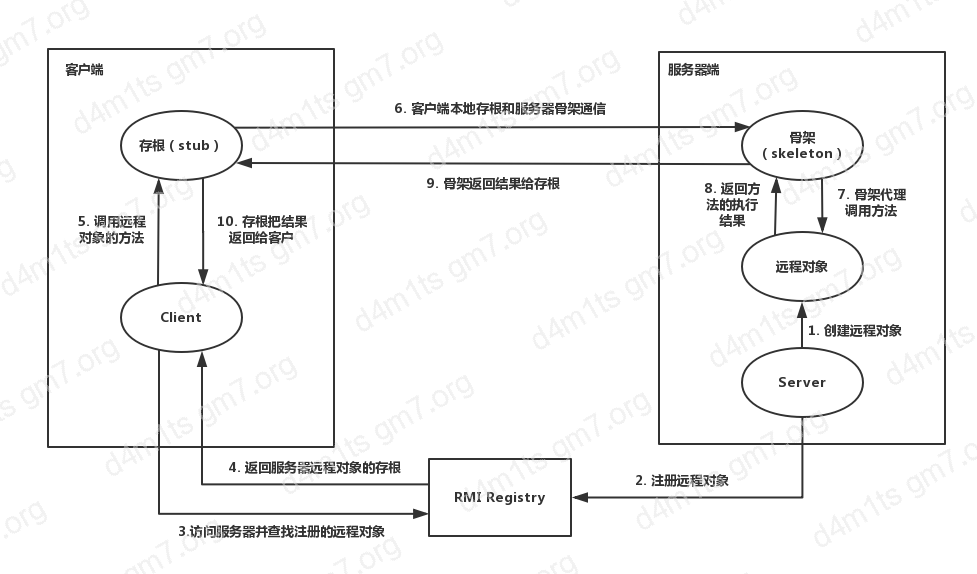 客户端
服务器端
6. 客户端本地存根和服务器骨架通信
存根（stub）
骨架
（skeleton）
9. 骨架返回结果给存根
8. 返回方
法的执行
结果
7. 骨架代理
调用方法
5. 调用远程
对象的方法
10. 存根把结果
返回给客户
远程对象
Client
1. 创建远程对象
Server
4. 返回服务器远程对象的存根
2. 注册远程对象
RMI Registry
3.访问服务器并查找注册的远程对象
d4m1ts gm7.org